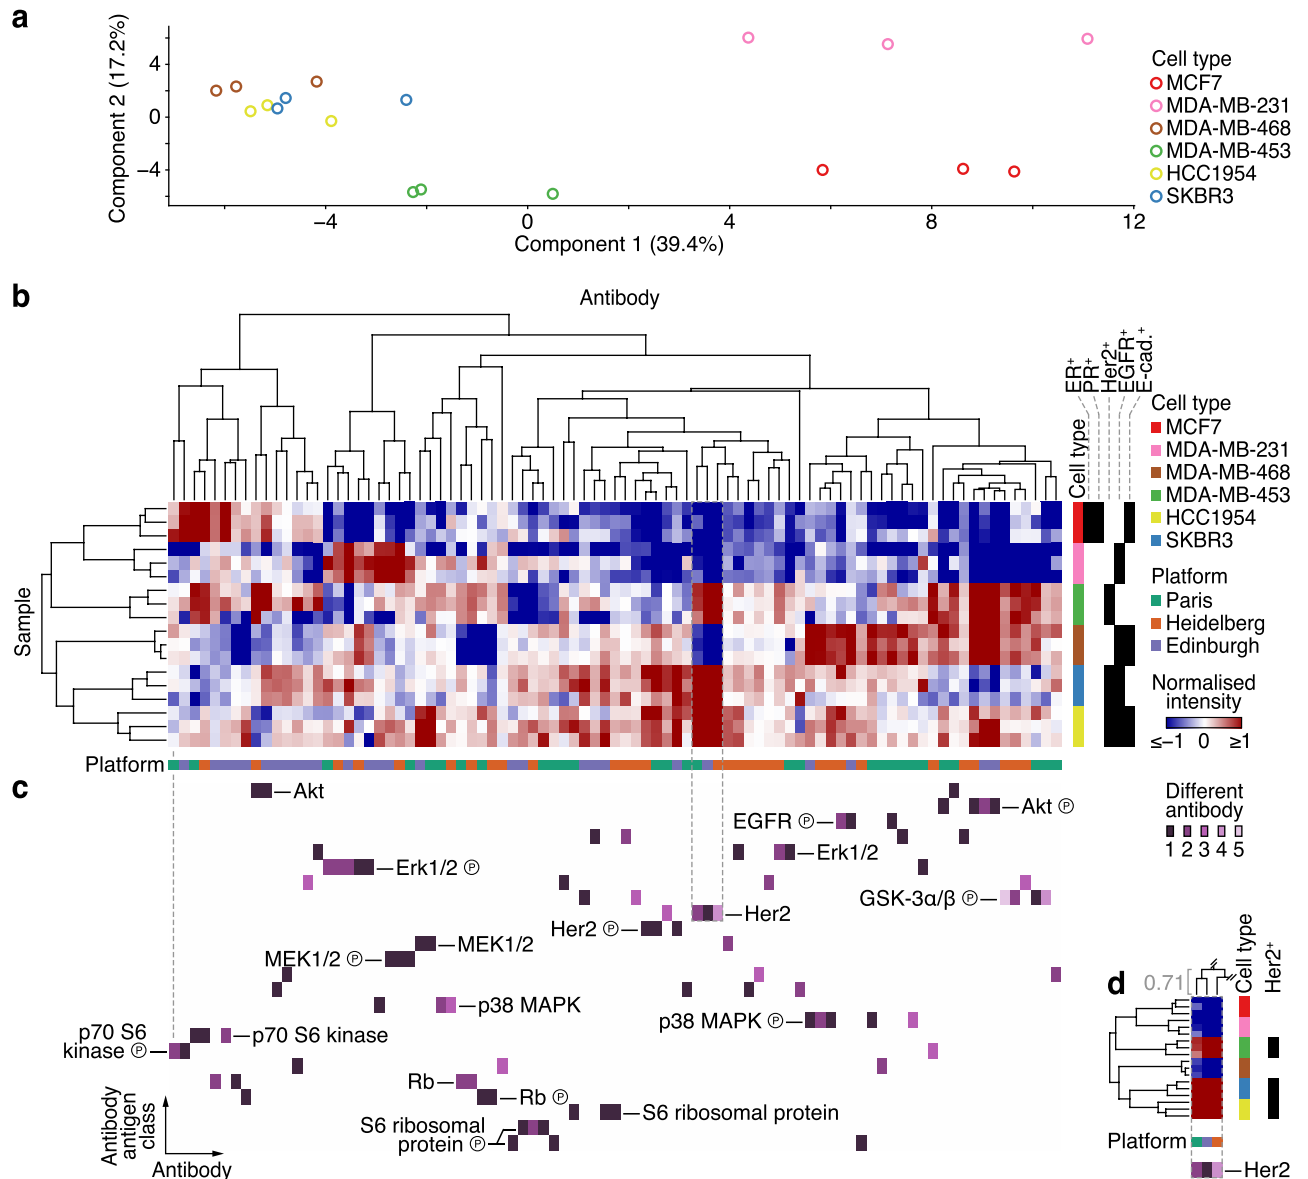 a
Component 2 (17.2%)
4
0
−4
−4
0
4
8
12
Component 1 (39.4%)
Cell type
MCF7
MDA-MB-231
MDA-MB-468
MDA-MB-453
HCC1954
SKBR3
b
Antibody
Sample
Cell type
ER⁺
PR⁺
Her2⁺
EGFR⁺
E-cad.⁺
Cell type
MCF7
MDA-MB-231
MDA-MB-468
MDA-MB-453
HCC1954
SKBR3
Platform
Paris
Heidelberg
Edinburgh
Normalised
intensity
≤−1 0 ≥1
Platform
c
Akt
Akt Ⓟ
EGFR Ⓟ
Erk1/2
Erk1/2 Ⓟ
GSK-3α/β Ⓟ
Her2
Her2 Ⓟ
MEK1/2
MEK1/2 Ⓟ
p38 MAPK
p38 MAPK Ⓟ
p70 S6 kinase
p70 S6
kinase Ⓟ
Rb
Rb Ⓟ
S6 ribosomal protein
S6 ribosomal
protein Ⓟ
Antibody
antigen
class
Antibody
Different
antibody
1 2 3 4 5
d
0.71
Cell type
Her2⁺
Platform
Her2